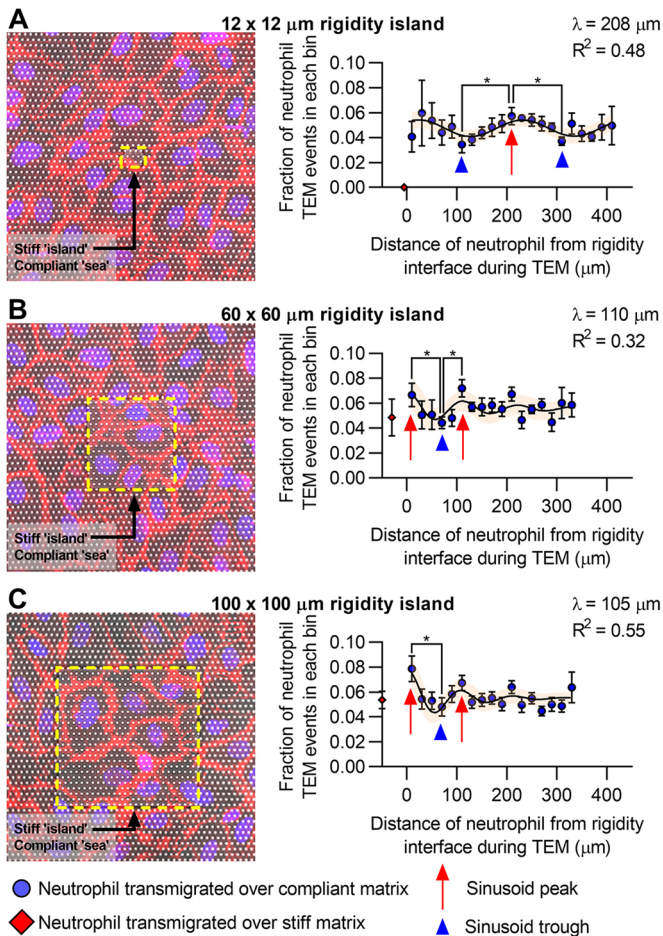 A
12 x 12 μm rigidity island
λ = 208 μm
R² = 0.48
Stiff 'island'
Compliant 'sea'
Fraction of neutrophil
TEM events in each bin
0.10
0.08
0.06
0.04
0.02
0.00
*
*
0
100
200
300
400
Distance of neutrophil from rigidity
interface during TEM (μm)
B
60 x 60 μm rigidity island
λ = 110 μm
R² = 0.32
Stiff 'island'
Compliant 'sea'
Fraction of neutrophil
TEM events in each bin
0.10
0.08
0.06
0.04
0.02
0.00
*
*
0
100
200
300
400
Distance of neutrophil from rigidity
interface during TEM (μm)
C
100 x 100 μm rigidity island
λ = 105 μm
R² = 0.55
Stiff 'island'
Compliant 'sea'
Fraction of neutrophil
TEM events in each bin
0.10
0.08
0.06
0.04
0.02
0.00
*
0
100
200
300
400
Distance of neutrophil from rigidity
interface during TEM (μm)
Neutrophil transmigrated over compliant matrix
Sinusoid peak
Neutrophil transmigrated over stiff matrix
Sinusoid trough